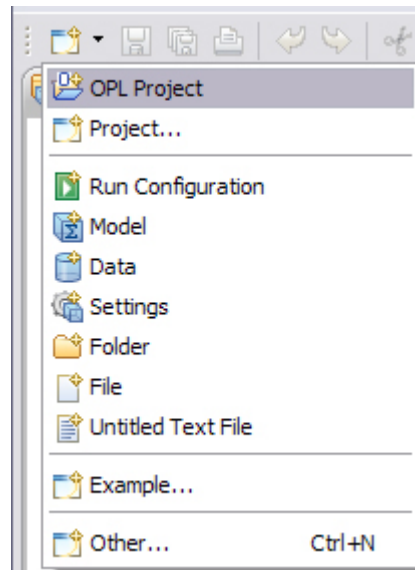 OPL Project
Project...
Run Configuration
Model
Data
Settings
Folder
File
Untitled Text File
Example...
Other... Ctrl+N